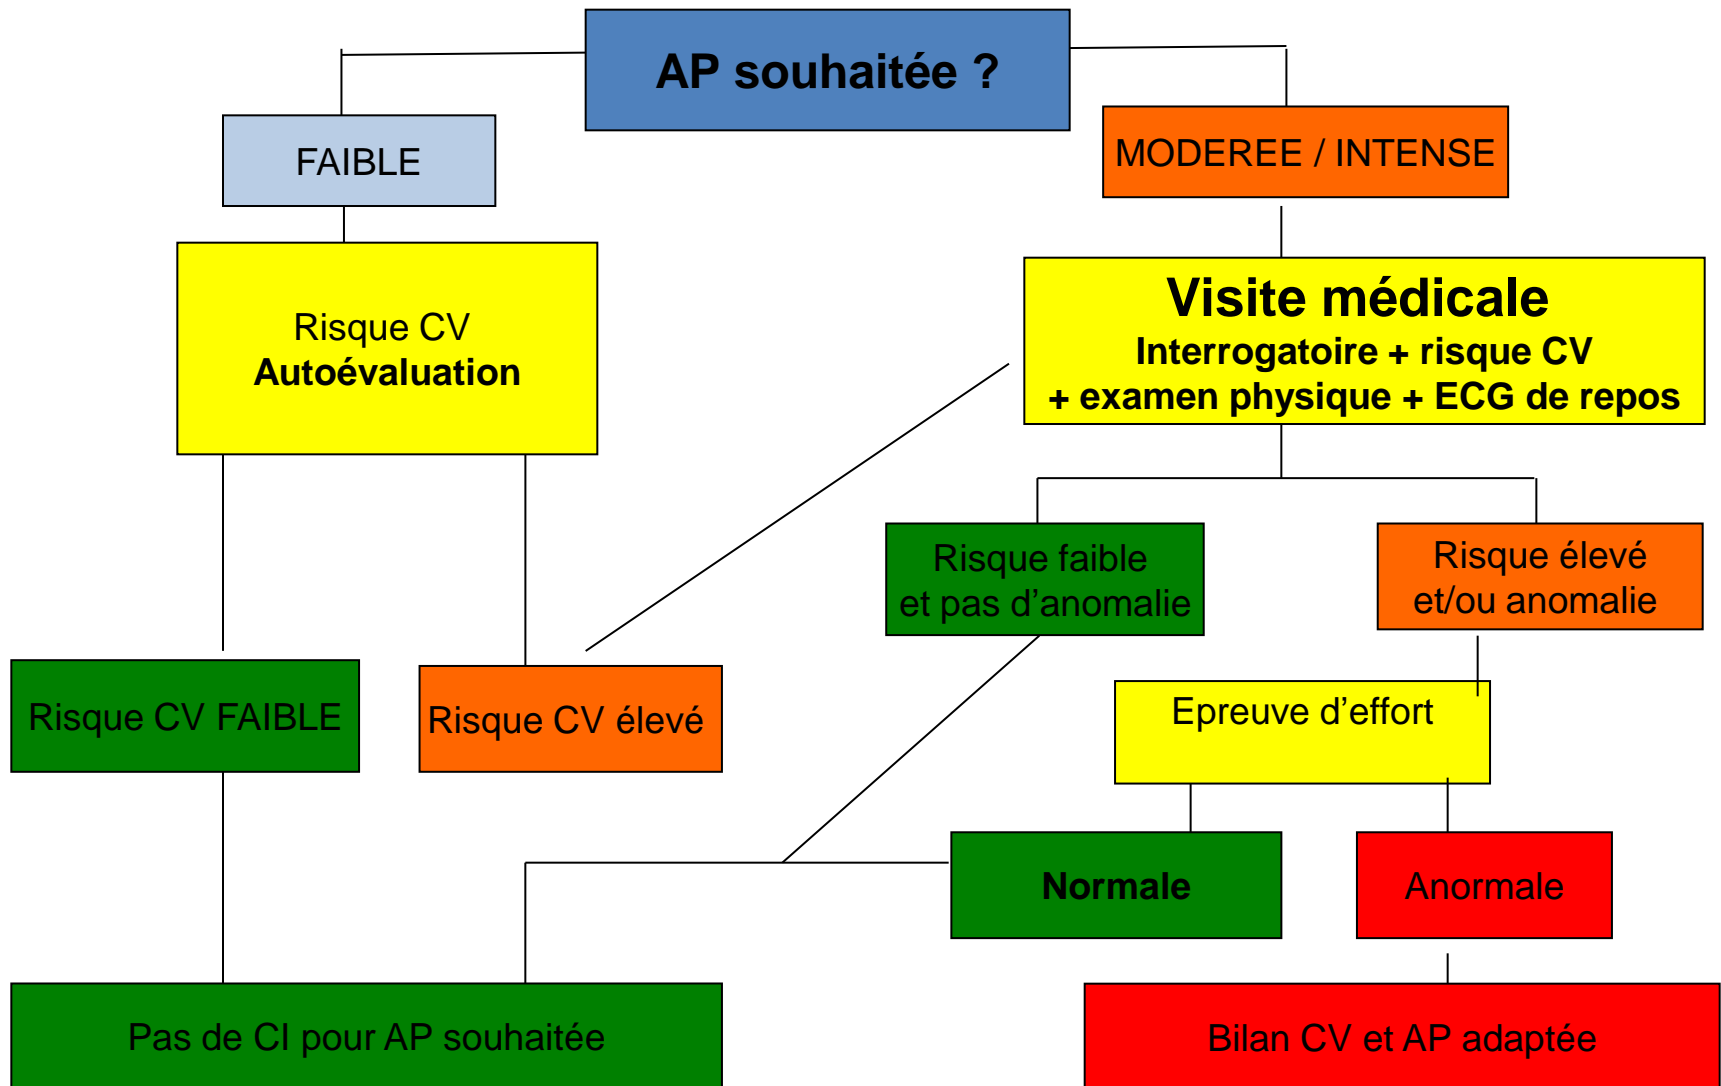 AP souhaitée ?
FAIBLE
MODEREE / INTENSE
Risque CV
Autoévaluation
Visite médicale
Interrogatoire + risque CV
+ examen physique + ECG de repos
Risque faible
et pas d’anomalie
Risque élevé
et/ou anomalie
Risque CV FAIBLE
Risque CV élevé
Epreuve d’effort
Normale
Anormale
Pas de CI pour AP souhaitée
Bilan CV et AP adaptée